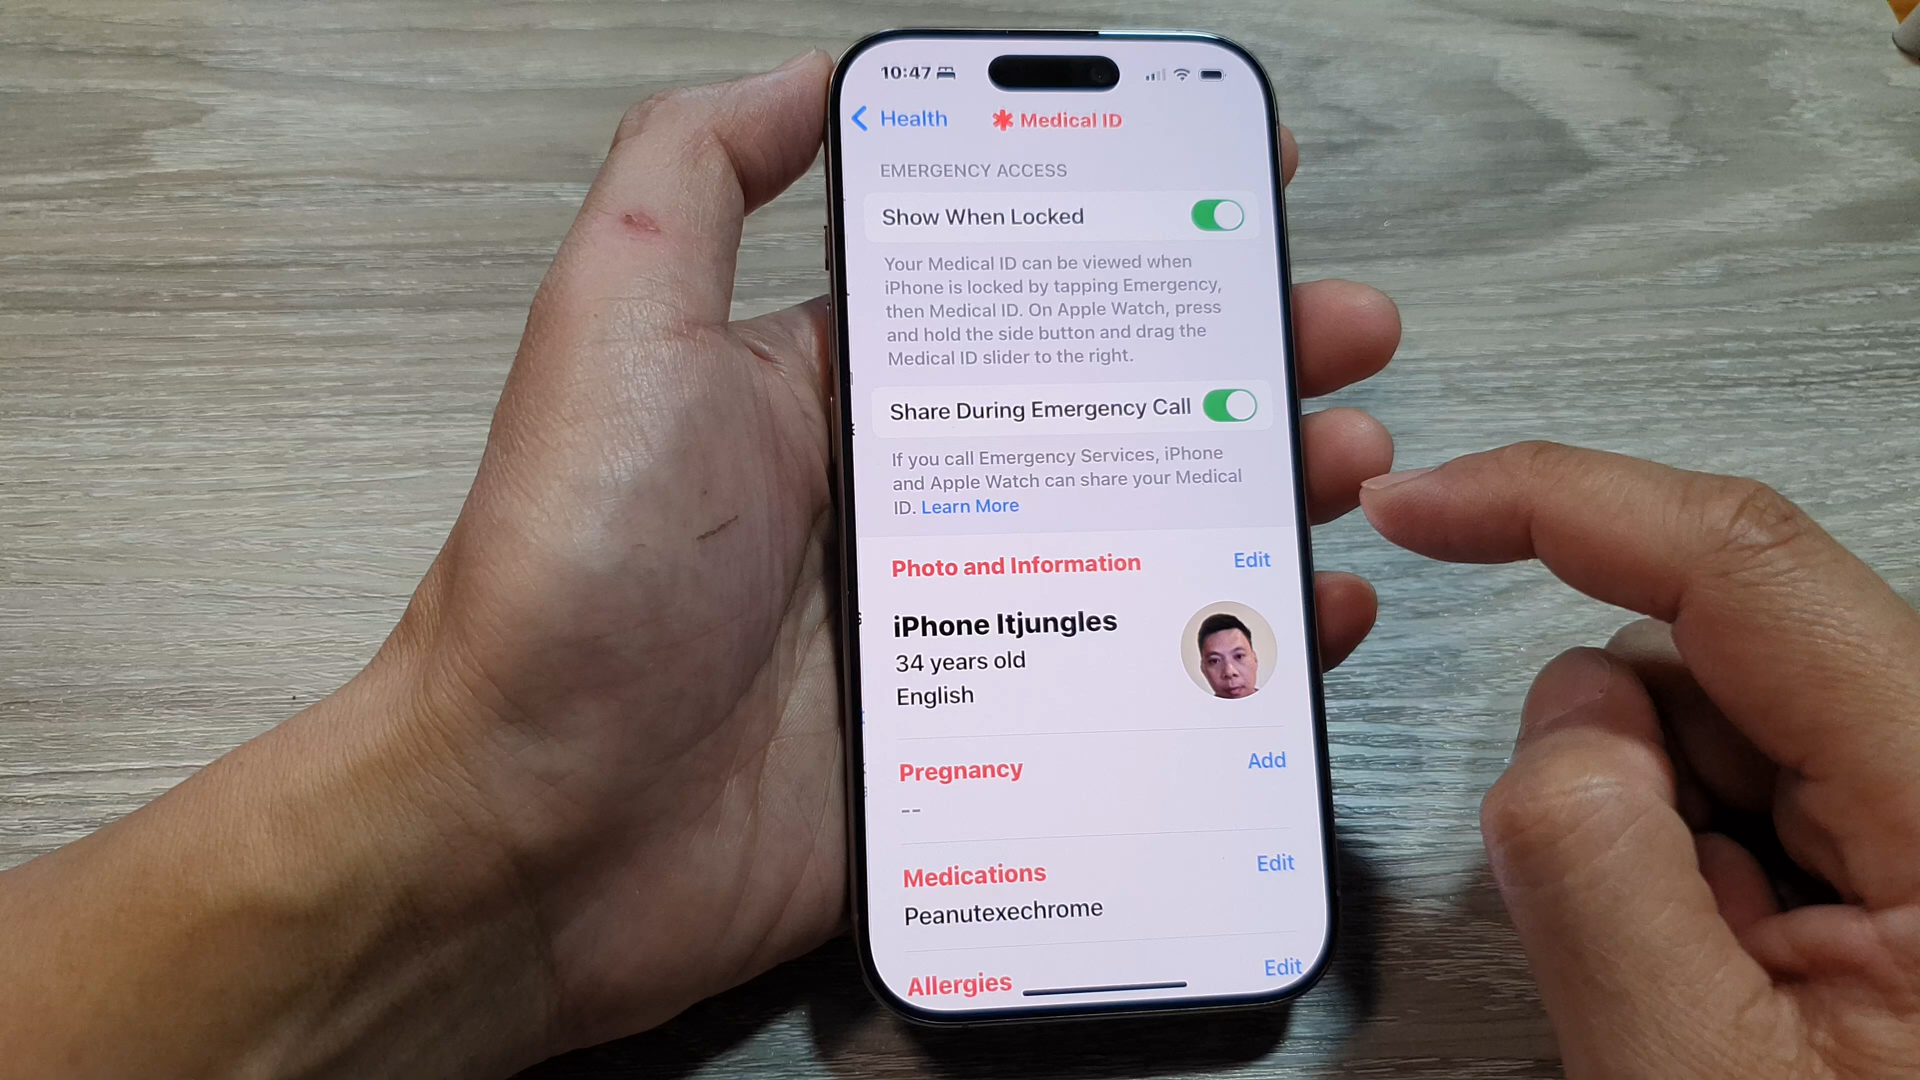 10:47
Health
Medical ID
EMERGENCY ACCESS
Show When Locked
Your Medical ID can be viewed when
iPhone is locked by tapping Emergency,
then Medical ID. On Apple Watch, press
and hold the side button and drag the
Medical ID slider to the right.
Share During Emergency Call
If you call Emergency Services, iPhone
and Apple Watch can share your Medical
ID. Learn More
Photo and Information Edit
iPhone Itjungles
34 years old
English
Pregnancy Add
--
Medications Edit
Peanutexechrome
Allergies Edit